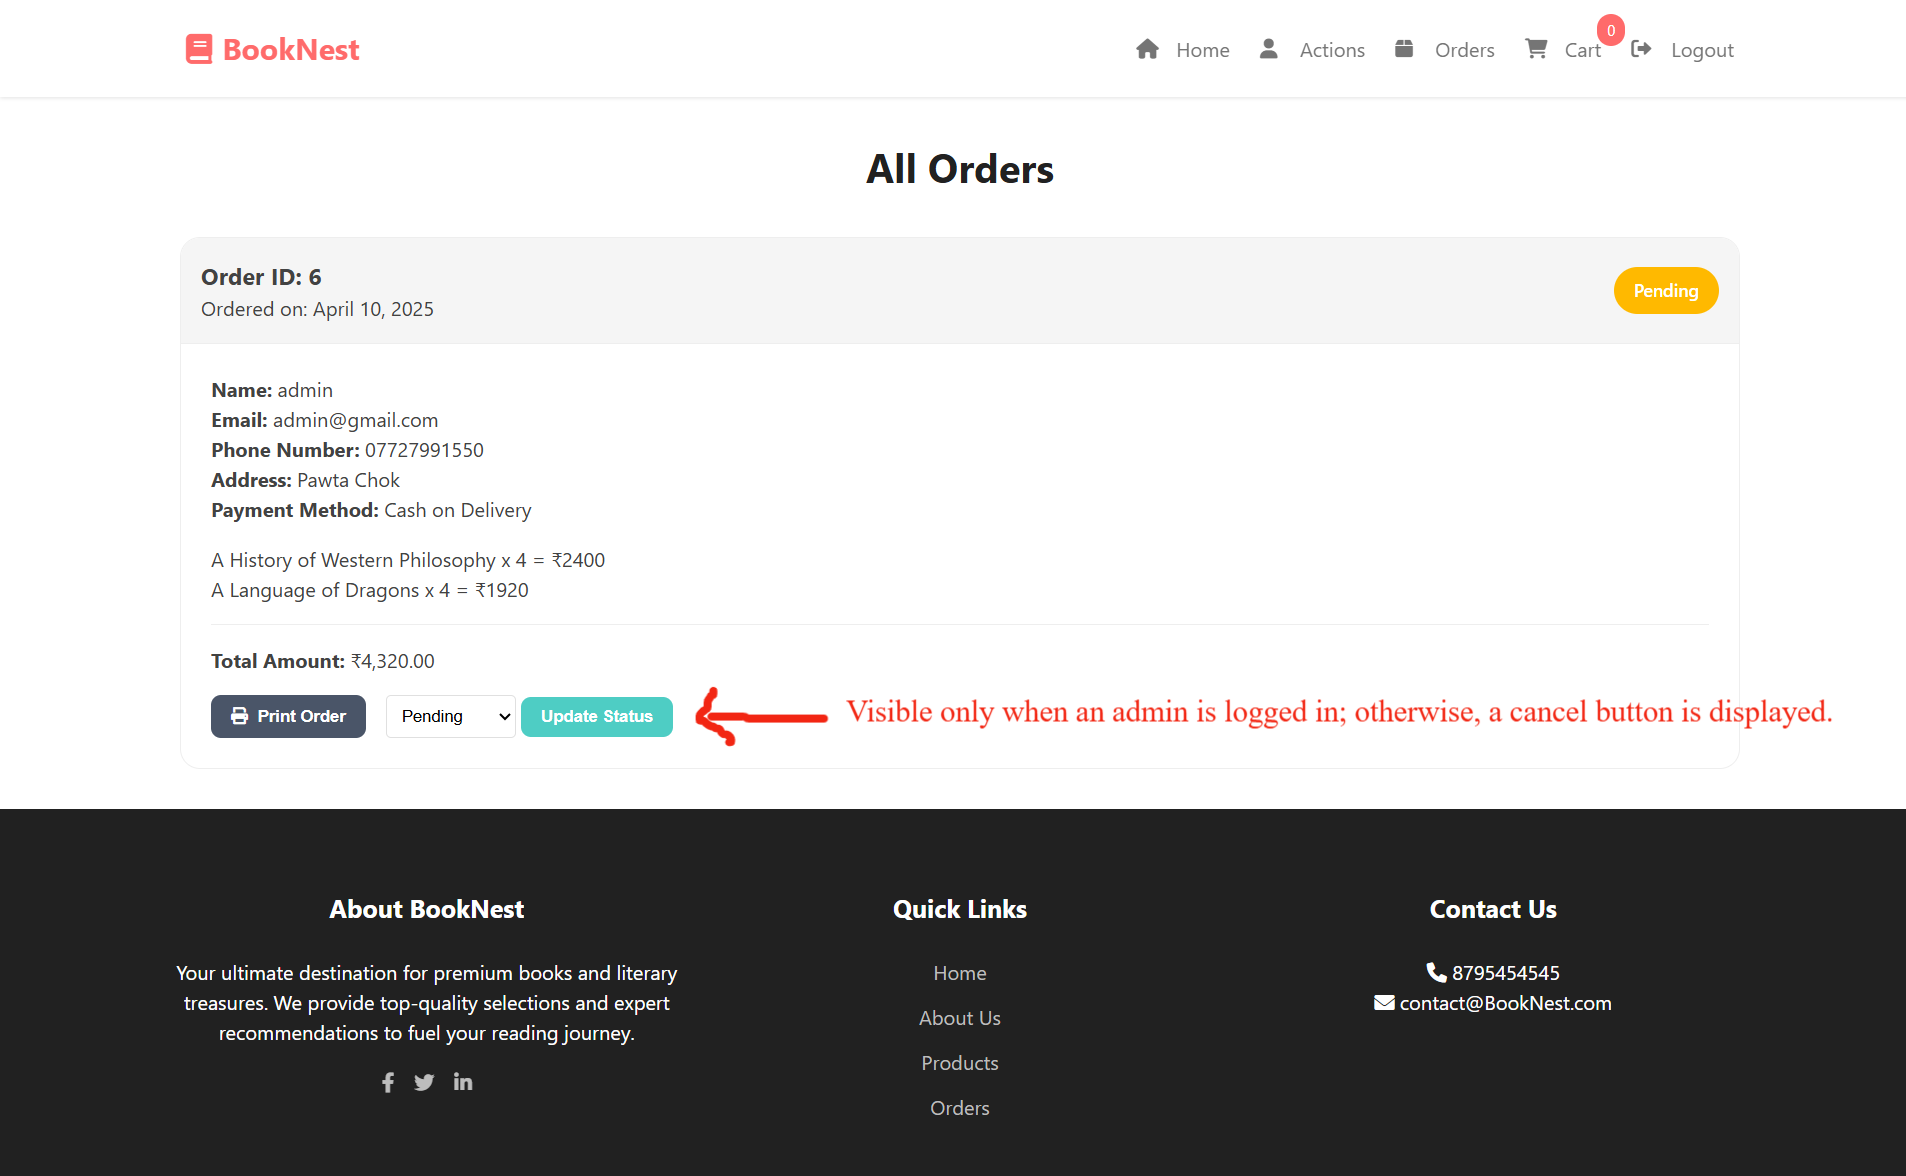 BookNest
Home Actions Orders Cart 0 Logout
All Orders
Order ID: 6
Ordered on: April 10, 2025
Pending
Name: admin
Email: admin@gmail.com
Phone Number: 07727991550
Address: Pawta Chok
Payment Method: Cash on Delivery
A History of Western Philosophy x 4 = ₹2400
A Language of Dragons x 4 = ₹1920
Total Amount: ₹4,320.00
Print Order Pending Update Status Visible only when an admin is logged in; otherwise, a cancel button is displayed.
About BookNest
Your ultimate destination for premium books and literary
treasures. We provide top-quality selections and expert
recommendations to fuel your reading journey.
Quick Links
Home
About Us
Products
Orders
Contact Us
8795454545
contact@BookNest.com